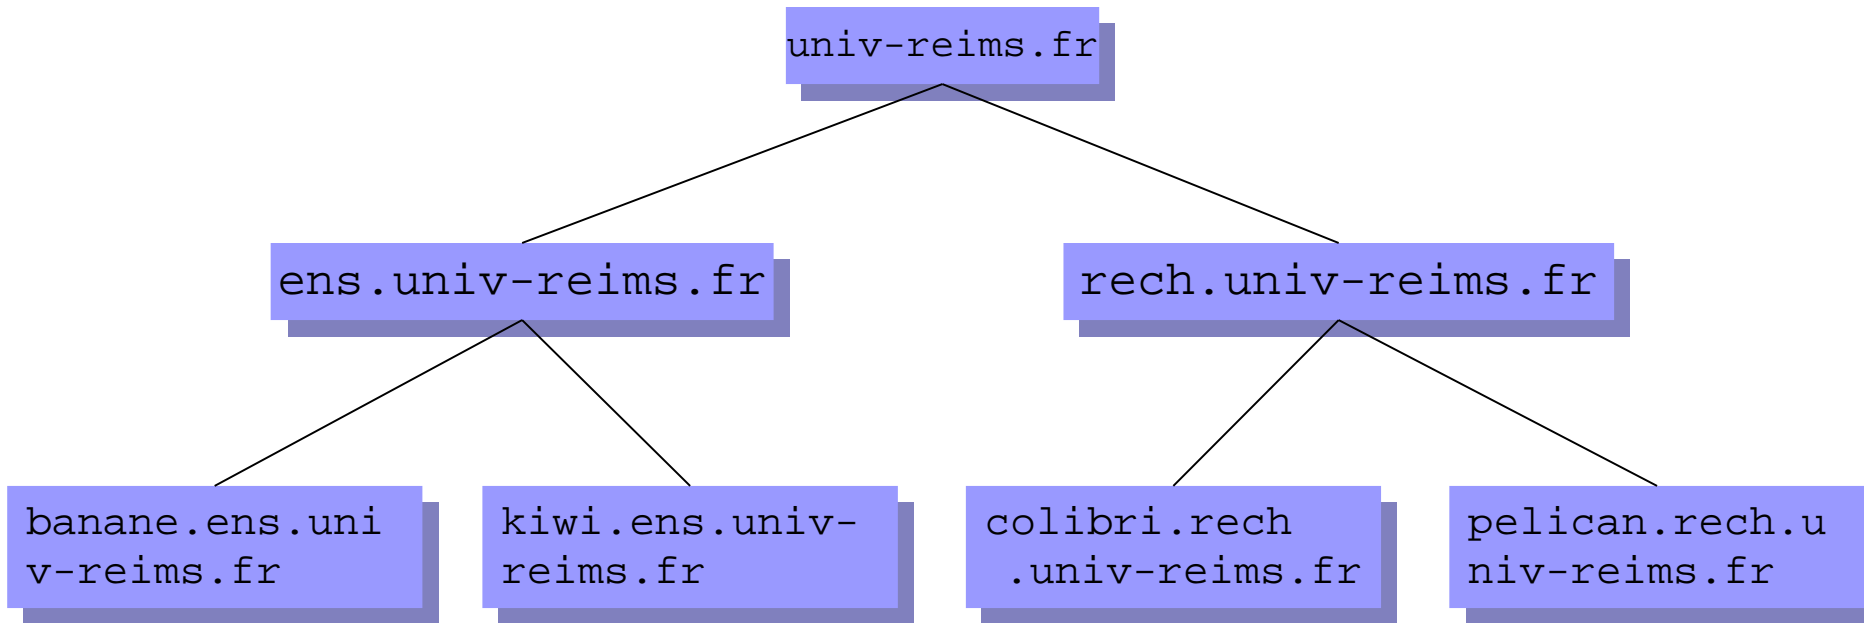 univ-reims.fr
ens.univ-reims.fr
rech.univ-reims.fr
banane.ens.uni
v-reims.fr
kiwi.ens.univ-
reims.fr
colibri.rech
.univ-reims.fr
pelican.rech.u
niv-reims.fr